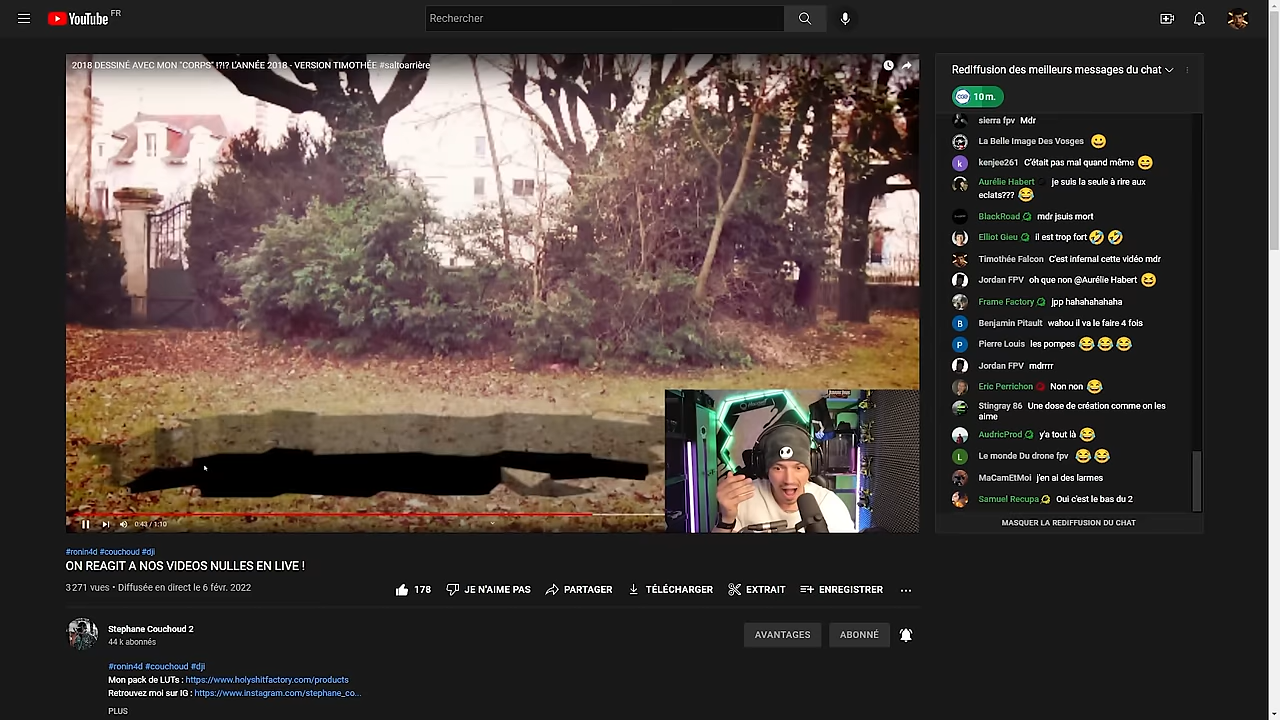 YouTube FR
Rechercher
2018 DESSINÉ AVEC MON "CORPS" !?!? L'ANNÉE 2018 - VERSION TIMOTHÉE #saltoarrière
0:43 / 1:10
#ronin4d #couchoud #dji
ON REAGIT A NOS VIDEOS NULLES EN LIVE !
3 271 vues • Diffusée en direct le 6 févr. 2022
178
JE N'AIME PAS
PARTAGER
TÉLÉCHARGER
EXTRAIT
ENREGISTRER
Stephane Couchoud 2
44 k abonnés
AVANTAGES
ABONNÉ
#ronin4d #couchoud #dji
Mon pack de LUTs : https://www.holyshitfactory.com/products
Retrouvez moi sur IG : https://www.instagram.com/stephane_co...
PLUS
Rediffusion des meilleurs messages du chat
10 m.
sierra fpv Mdr
La Belle Image Des Vosges 😀
k kenjee261 C'était pas mal quand même 😄
Aurélie Habert je suis la seule à rire aux
eclats??? 😂
BlackRoad mdr jsuis mort
Elliot Gieu il est trop fort 🤣 🤣
Timothée Falcon C'est infernal cette vidéo mdr
Jordan FPV oh que non @Aurélie Habert 😆
Frame Factory jpp hahahahahaha
B Benjamin Pitault wahou il va le faire 4 fois
P Pierre Louis les pompes 😂 😂 😂
Jordan FPV mdrrrr
Eric Perrichon Non non 😂
Stingray 86 Une dose de création comme on les
aime
AudricProd y'a tout là 😂
L Le monde Du drone fpv 😂 😂
MaCamEtMoi j'en ai des larmes
Samuel Recupa Oui c'est le bas du 2
MASQUER LA REDIFFUSION DU CHAT